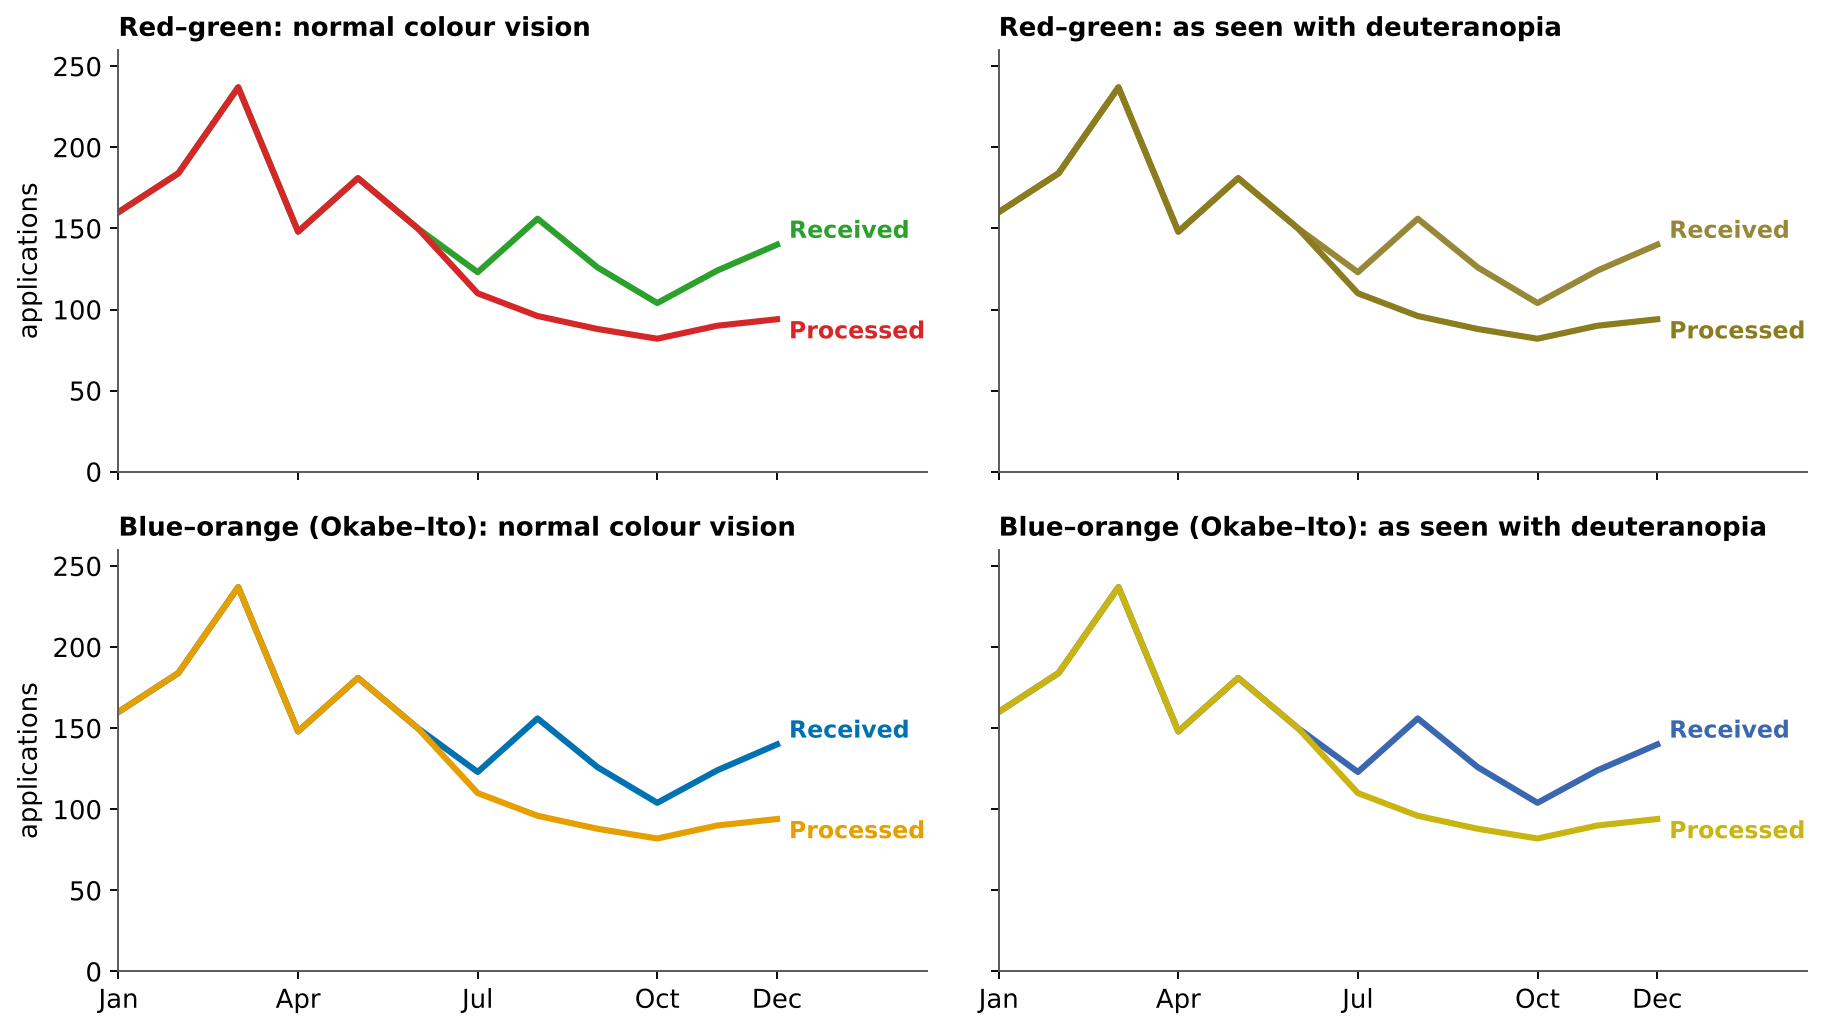 Red–green: normal colour vision
250
200
150
100
50
0
applications
Received
Processed
Red–green: as seen with deuteranopia
Received
Processed
Blue–orange (Okabe–Ito): normal colour vision
250
200
150
100
50
0
applications
Received
Processed
Jan Apr Jul Oct Dec
Blue–orange (Okabe–Ito): as seen with deuteranopia
Received
Processed
Jan Apr Jul Oct Dec